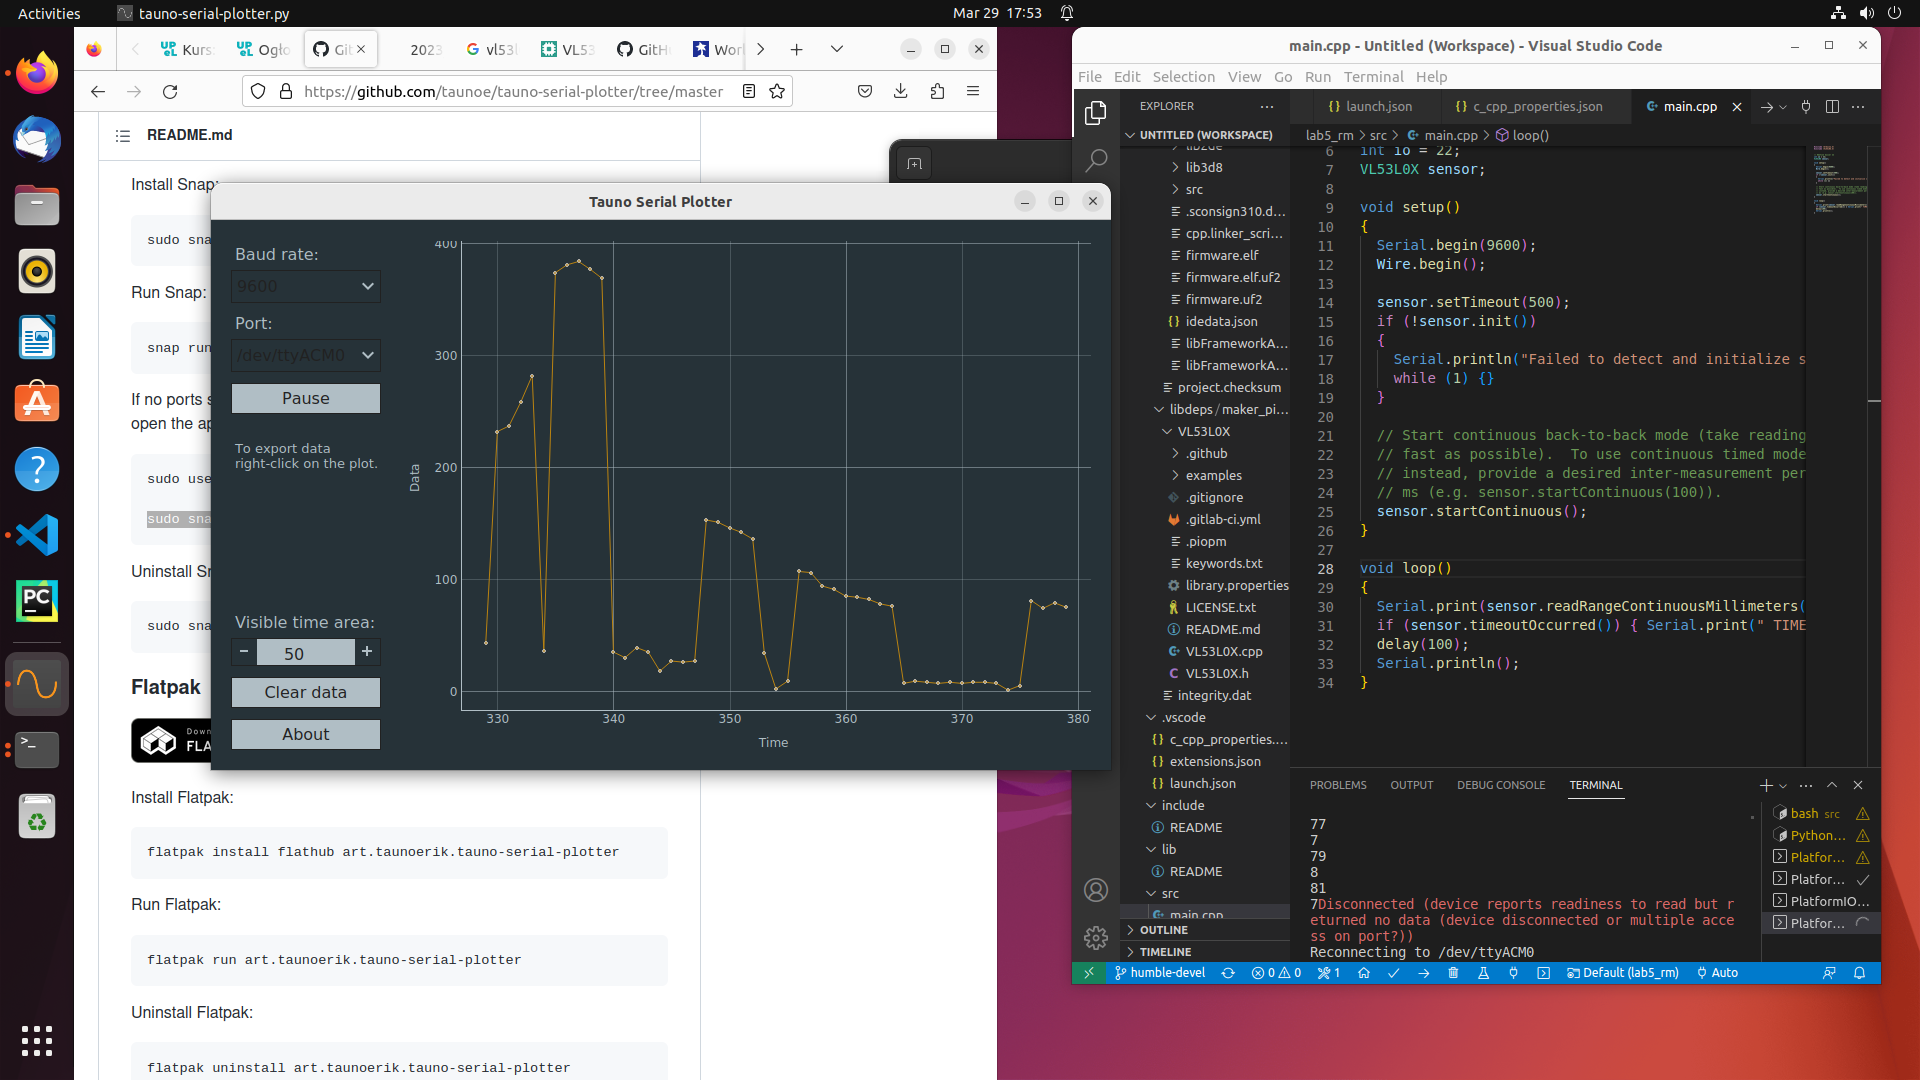 Activities
tauno-serial-plotter.py
Mar 29 17:53
Kurs
Ogło
Git
2023
vl53l
VL53
GitH
Worl
https://github.com/taunoe/tauno-serial-plotter/tree/master
README.md
Install Snap:
sudo sna
Run Snap:
snap run
If no ports s
open the ap
sudo use
sudo sna
Uninstall Sn
sudo sna
Flatpak
Down
FLA
Install Flatpak:
flatpak install flathub art.taunoerik.tauno-serial-plotter
Run Flatpak:
flatpak run art.taunoerik.tauno-serial-plotter
Uninstall Flatpak:
flatpak uninstall art.taunoerik.tauno-serial-plotter
Tauno Serial Plotter
Baud rate:
9600
Port:
/dev/ttyACM0
Pause
To export data
right-click on the plot.
Visible time area:
− 50 +
Clear data
About
400
300
200
100
0
Data
330 340 350 360 370 380
Time
main.cpp - Untitled (Workspace) - Visual Studio Code
File Edit Selection View Go Run Terminal Help
EXPLORER
UNTITLED (WORKSPACE)
lib2de
lib3d8
src
.sconsign310.d...
cpp.linker_scri...
firmware.elf
firmware.elf.uf2
firmware.uf2
idedata.json
libFrameworkA...
libFrameworkA...
project.checksum
libdeps / maker_pi...
VL53L0X
.github
examples
.gitignore
.gitlab-ci.yml
.piopm
keywords.txt
library.properties
LICENSE.txt
README.md
VL53L0X.cpp
VL53L0X.h
integrity.dat
.vscode
c_cpp_properties....
extensions.json
launch.json
include
README
lib
README
src
main.cpp
OUTLINE
TIMELINE
launch.json
c_cpp_properties.json
main.cpp
lab5_rm > src > main.cpp > loop()
6 int io = 22;
7 VL53L0X sensor;
8
9 void setup()
10 {
11 Serial.begin(9600);
12 Wire.begin();
13
14 sensor.setTimeout(500);
15 if (!sensor.init())
16 {
17 Serial.println("Failed to detect and initialize s
18 while (1) {}
19 }
20
21 // Start continuous back-to-back mode (take reading
22 // fast as possible).  To use continuous timed mode
23 // instead, provide a desired inter-measurement per
24 // ms (e.g. sensor.startContinuous(100)).
25 sensor.startContinuous();
26 }
27
28 void loop()
29 {
30 Serial.print(sensor.readRangeContinuousMillimeters(
31 if (sensor.timeoutOccurred()) { Serial.print(" TIME
32 delay(100);
33 Serial.println();
34 }
PROBLEMS OUTPUT DEBUG CONSOLE TERMINAL
77
7
79
8
81
7Disconnected (device reports readiness to read but r
eturned no data (device disconnected or multiple acce
ss on port?))
Reconnecting to /dev/ttyACM0
bash src
Python...
Platfor...
Platfor...
PlatformIO...
Platfor...
humble-devel
0 0
1
Default (lab5_rm)
Auto